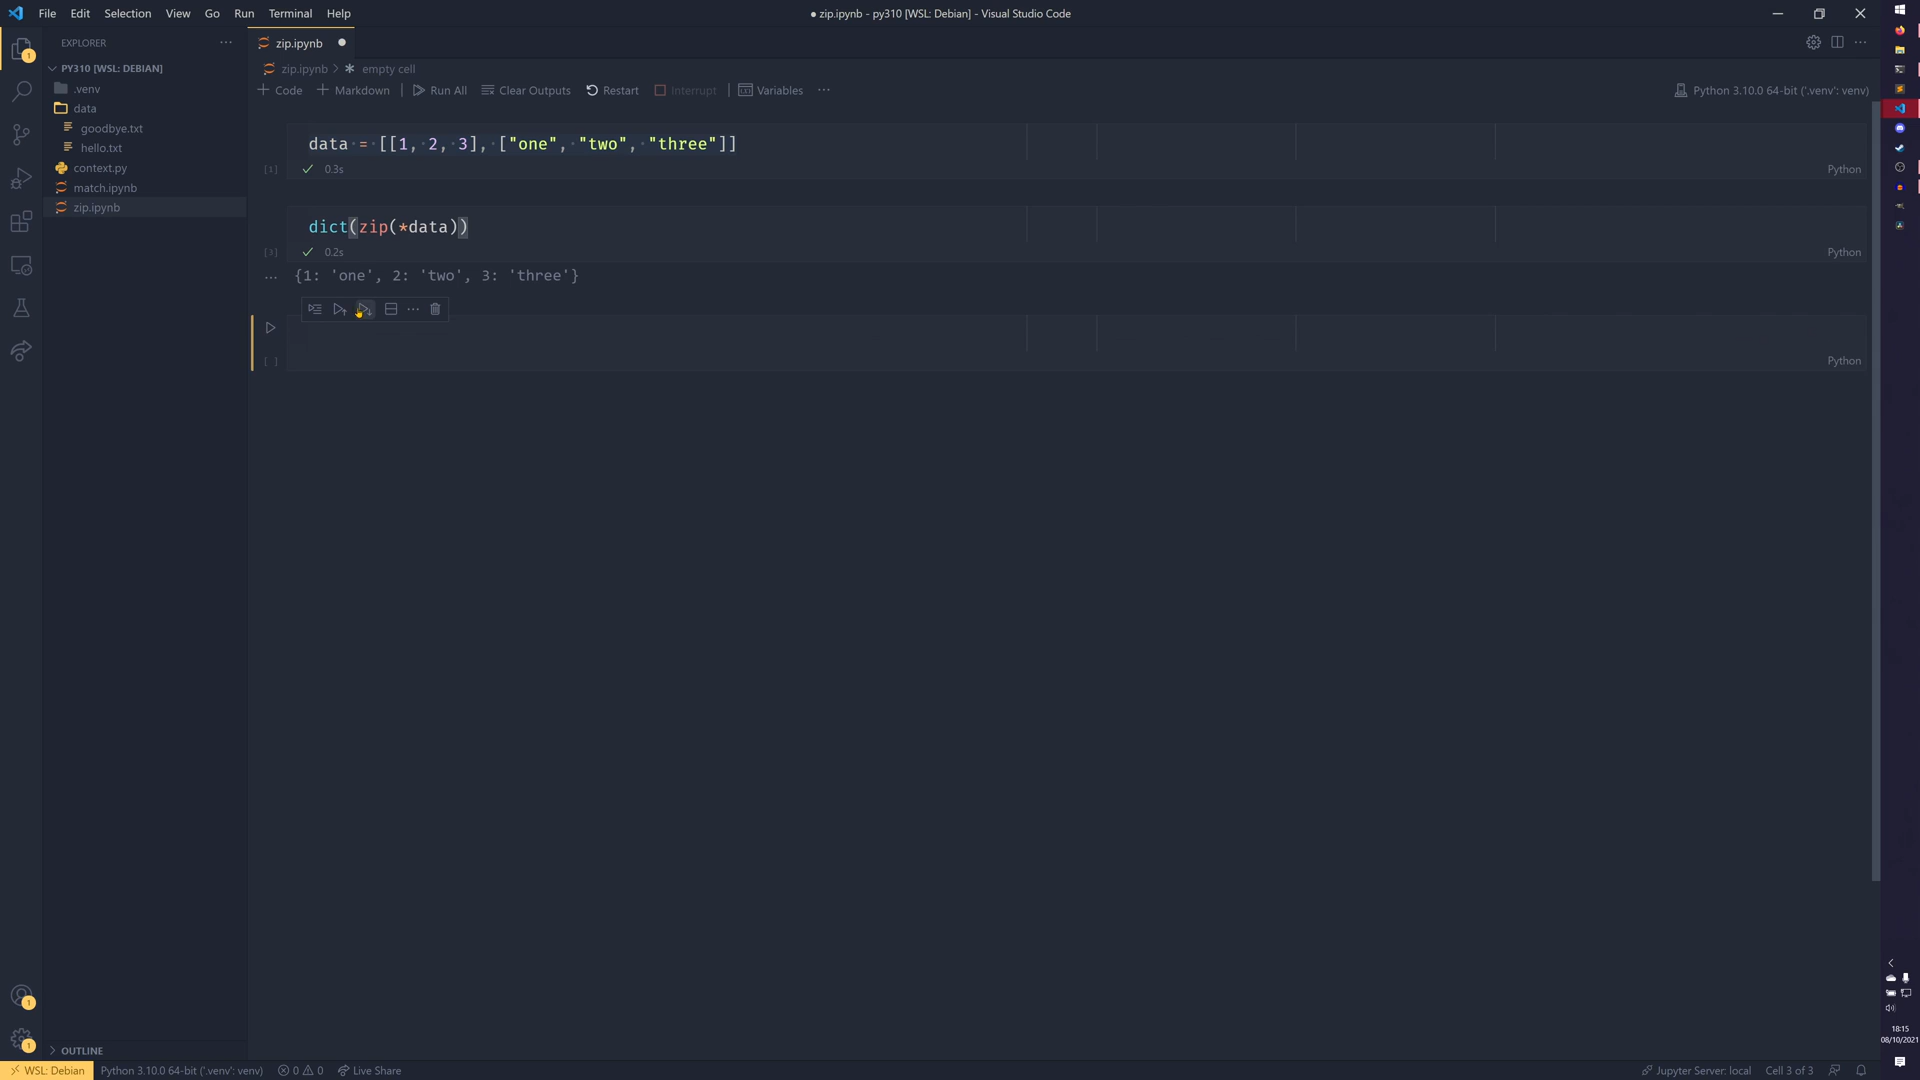 File Edit Selection View Go Run Terminal Help
● zip.ipynb - py310 [WSL: Debian] - Visual Studio Code
EXPLORER
PY310 [WSL: DEBIAN]
.venv
data
goodbye.txt
hello.txt
context.py
match.ipynb
zip.ipynb
OUTLINE
zip.ipynb
zip.ipynb > empty cell
Code Markdown Run All Clear Outputs Restart Interrupt Variables
Python 3.10.0 64-bit ('.venv': venv)
data = [[1, 2, 3], ["one", "two", "three"]]
[1] 0.3s Python
dict(zip(*data))
[3] 0.2s Python
{1: 'one', 2: 'two', 3: 'three'}
[ ] Python
1
1
1
18:15
08/10/2021
WSL: Debian Python 3.10.0 64-bit ('.venv': venv) 0 0 Live Share
Jupyter Server: local Cell 3 of 3